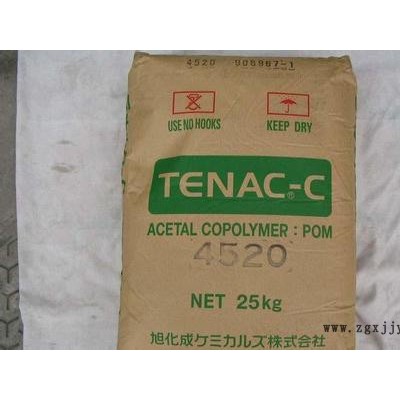 4520
USE NO HOOKS KEEP DRY
TENAC-C®
ACETAL COPOLYMER : POM
4520
NET 25kg
旭化成ケミカルズ株式会社
www.zgxjjy